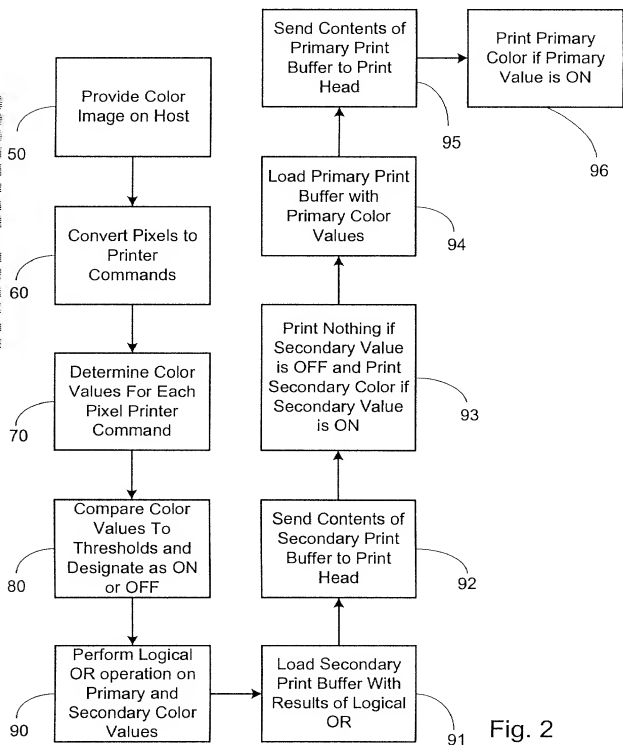 Provide Color
Image on Host
50
Convert Pixels to
Printer
Commands
60
Determine Color
Values For Each
Pixel Printer
Command
70
Compare Color
Values To
Thresholds and
Designate as ON
or OFF
80
Perform Logical
OR operation on
Primary and
Secondary Color
Values
90
Load Secondary
Print Buffer With
Results of Logical
OR
91
Send Contents of
Secondary Print
Buffer to Print
Head
92
Print Nothing if
Secondary Value
is OFF and Print
Secondary Color if
Secondary Value
is ON
93
Load Primary Print
Buffer with
Primary Color
Values
94
Send Contents of
Primary Print
Buffer to Print
Head
95
Print Primary
Color if Primary
Value is ON
96
Fig. 2